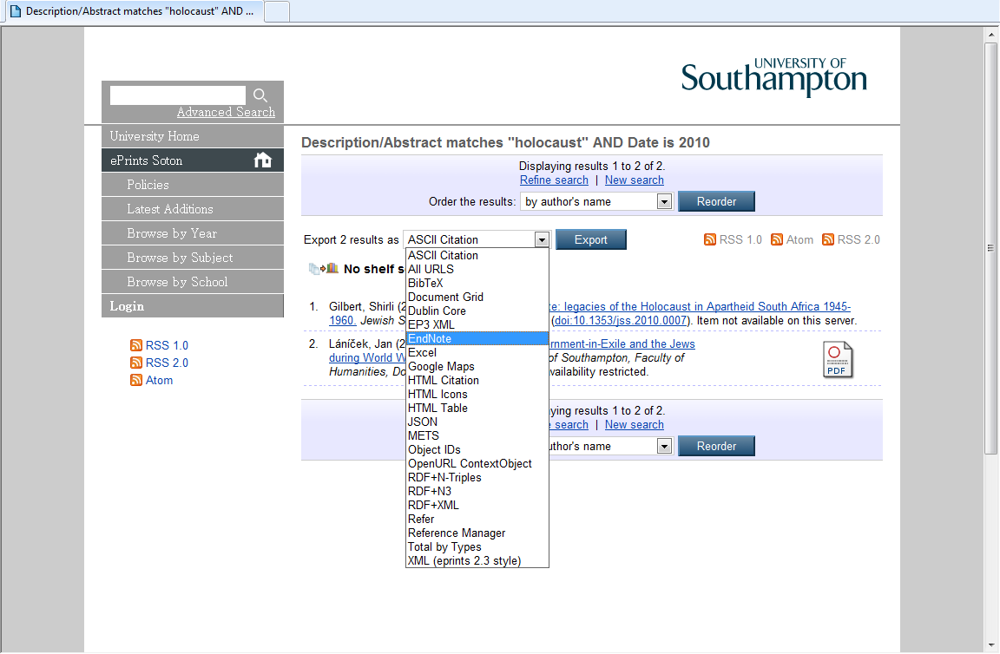 Description/Abstract matches "holocaust" AND ...
UNIVERSITY OF
Southampton
Advanced Search
University Home
ePrints Soton
Policies
Latest Additions
Browse by Year
Browse by Subject
Browse by School
Login
RSS 1.0
RSS 2.0
Atom
Description/Abstract matches "holocaust" AND Date is 2010
Displaying results 1 to 2 of 2.
Refine search | New search
Order the results: by author's name Reorder
Export 2 results as ASCII Citation Export RSS 1.0 Atom RSS 2.0
ASCII Citation
All URLS
BibTeX
Document Grid
Dublin Core
EP3 XML
EndNote
Excel
Google Maps
HTML Citation
HTML Icons
HTML Table
JSON
METS
Object IDs
OpenURL ContextObject
RDF+N-Triples
RDF+N3
RDF+XML
Refer
Reference Manager
Total by Types
XML (eprints 2.3 style)
No shelf s
1. Gilbert, Shirli (2 te: legacies of the Holocaust in Apartheid South Africa 1945-
1960. Jewish S (doi:10.1353/jss.2010.0007). Item not available on this server.
2. Láníček, Jan (2 ernment-in-Exile and the Jews
during World W of Southampton, Faculty of
Humanities, Do vailability restricted.
PDF
ying results 1 to 2 of 2.
e search | New search
uthor's name Reorder